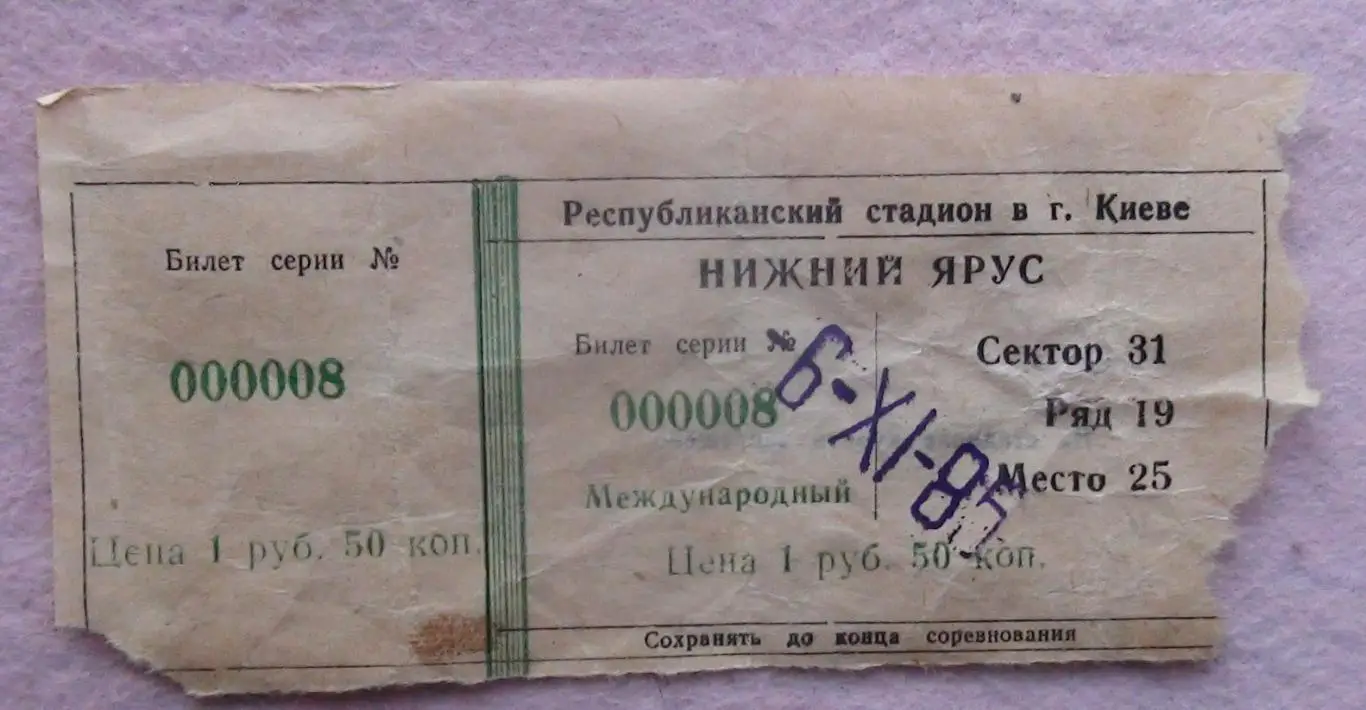 Билет серии №
000008
Цена 1 руб. 50 коп.
Республиканский стадион в г. Киеве
НИЖНИЙ ЯРУС
Билет серии №
000008
Международный
Цена 1 руб. 50 коп.
Сектор 31
Ряд 19
Место 25
6-XI-85
Сохранять до конца соревнования